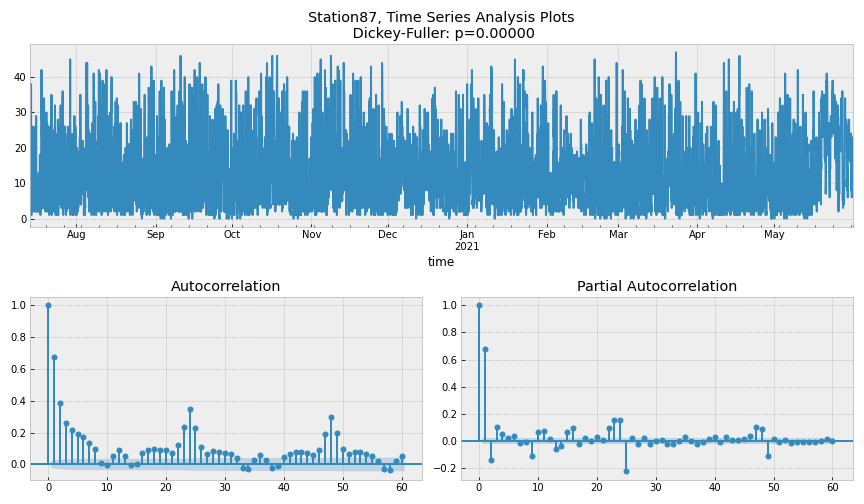 Station87, Time Series Analysis Plots
Dickey-Fuller: p=0.00000
40
30
20
10
0
Aug Sep Oct Nov Dec Jan Feb Mar Apr May
2021
time
Autocorrelation
1.0
0.8
0.6
0.4
0.2
0.0
0 10 20 30 40 50 60
Partial Autocorrelation
1.0
0.8
0.6
0.4
0.2
0.0
−0.2
0 10 20 30 40 50 60